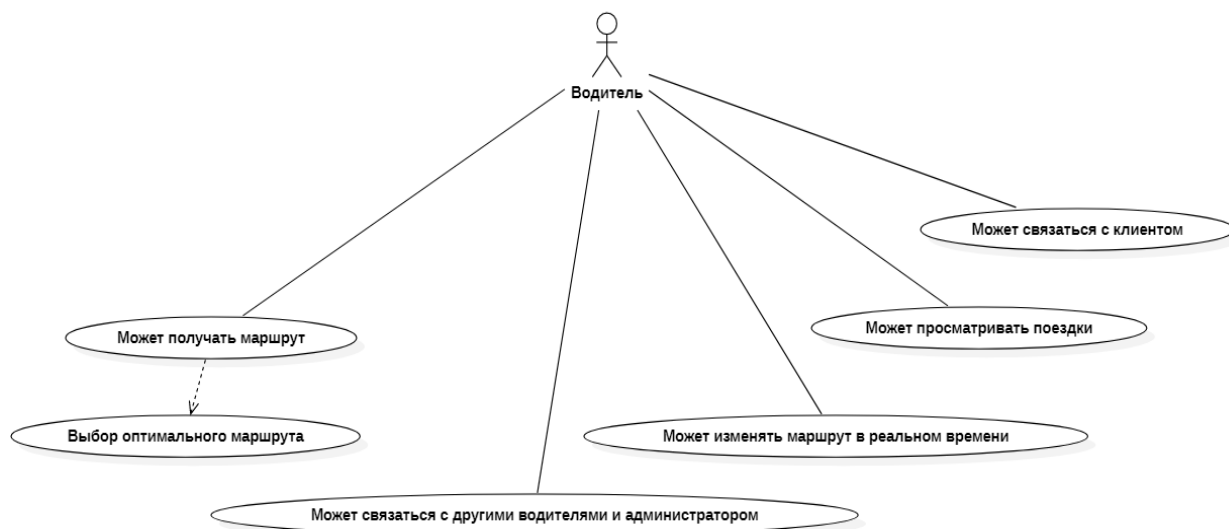 Водитель
Может связаться с клиентом
Может просматривать поездки
Может получать маршрут
Выбор оптимального маршрута
Может изменять маршрут в реальном времени
Может связаться с другими водителями и администратором